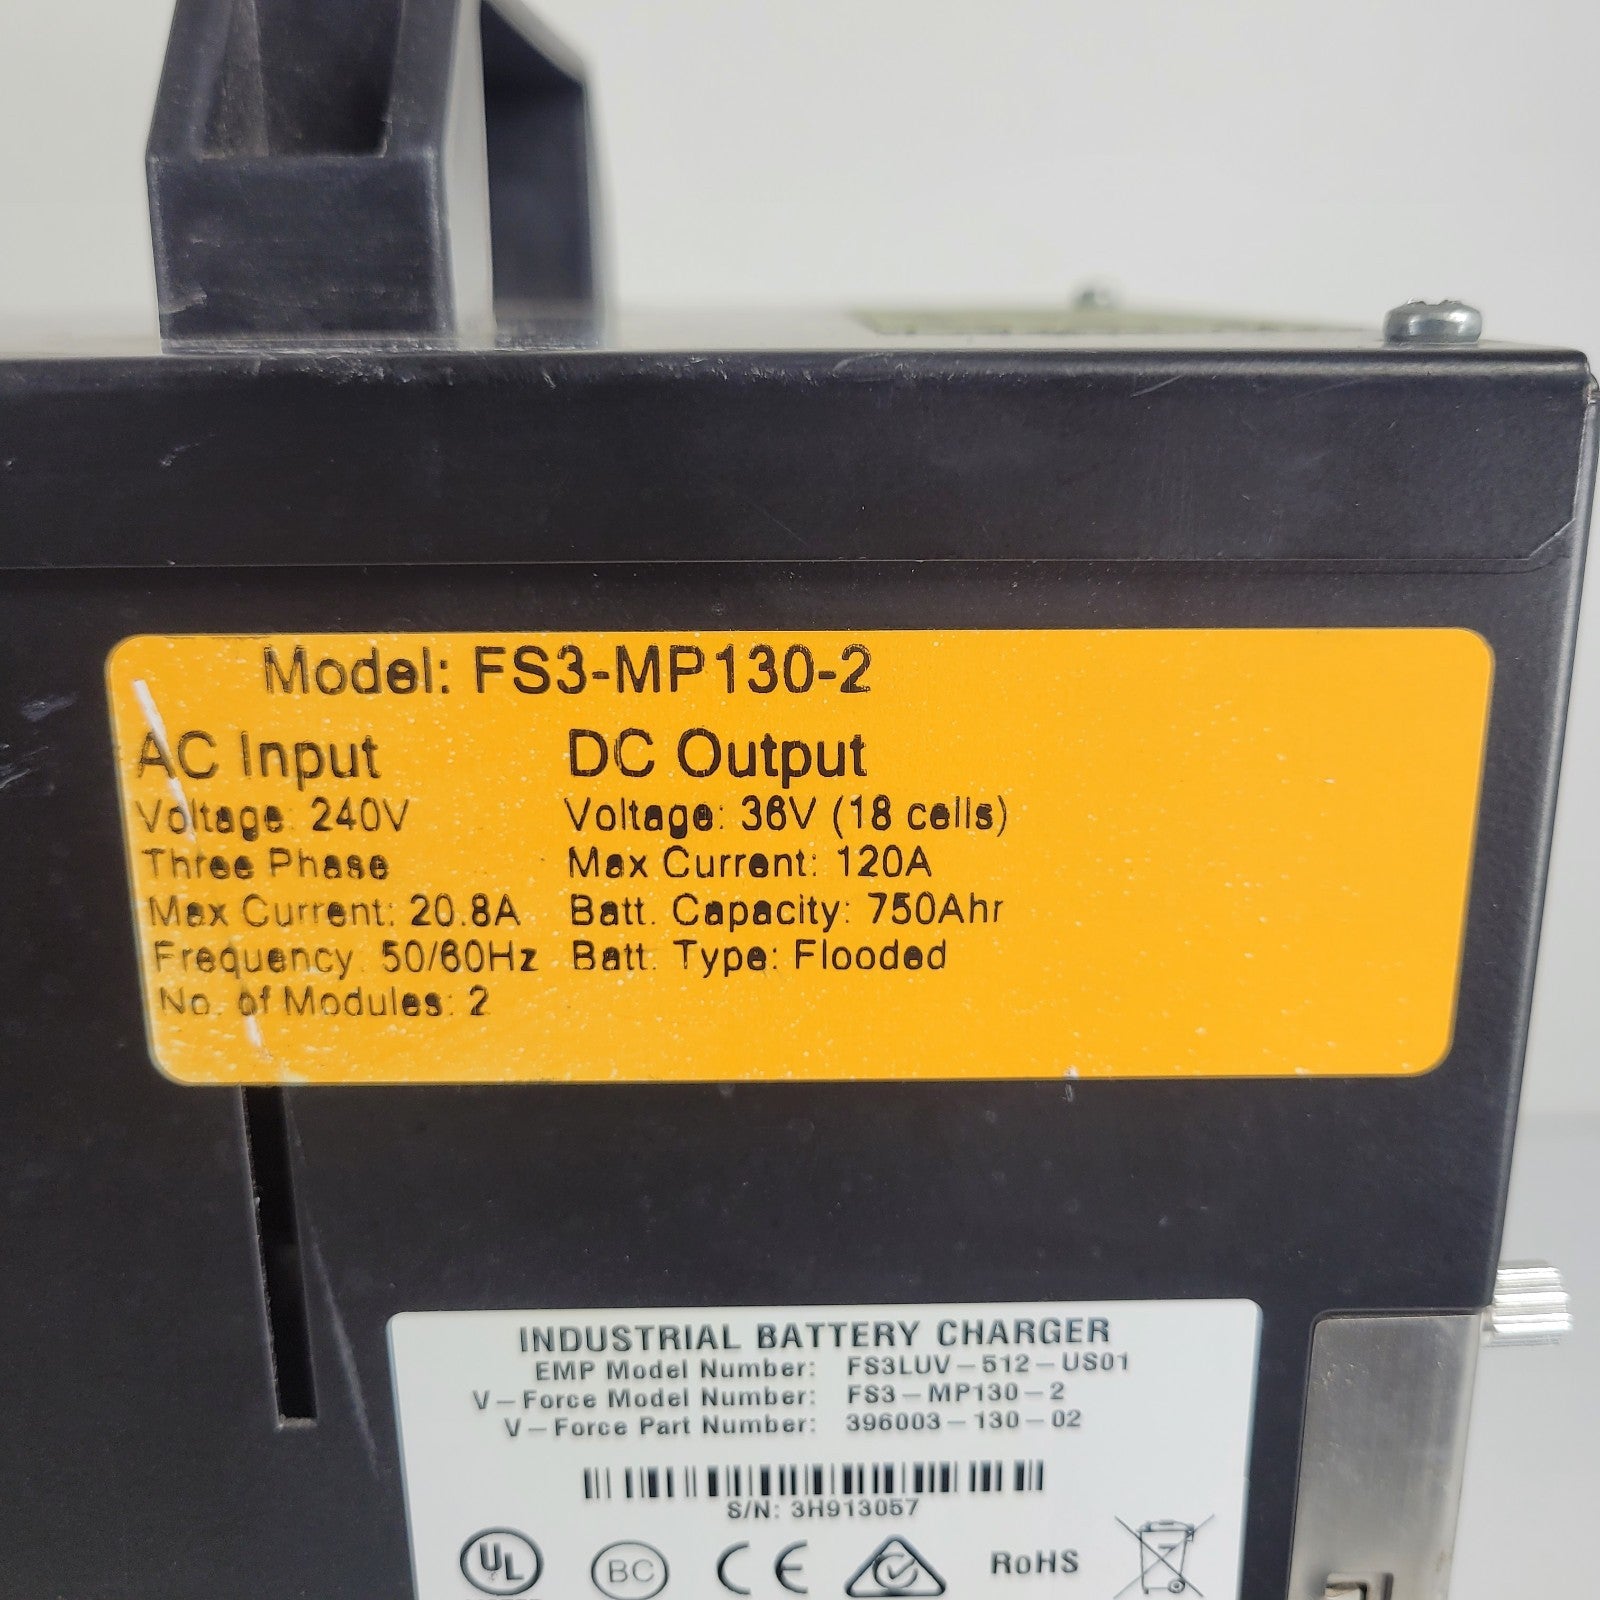 Model: FS3-MP130-2
AC Input
Voltage: 240V
Three Phase
Max Current: 20.8A
Frequency: 50/60Hz
No. of Modules: 2
DC Output
Voltage: 36V (18 cells)
Max Current: 120A
Batt. Capacity: 750Ahr
Batt. Type: Flooded
INDUSTRIAL BATTERY CHARGER
EMP Model Number: FS3LUV-512-US01
V-Force Model Number: FS3-MP130-2
V-Force Part Number: 396003-130-02
S/N: 3H913057
UL BC CE RoHS